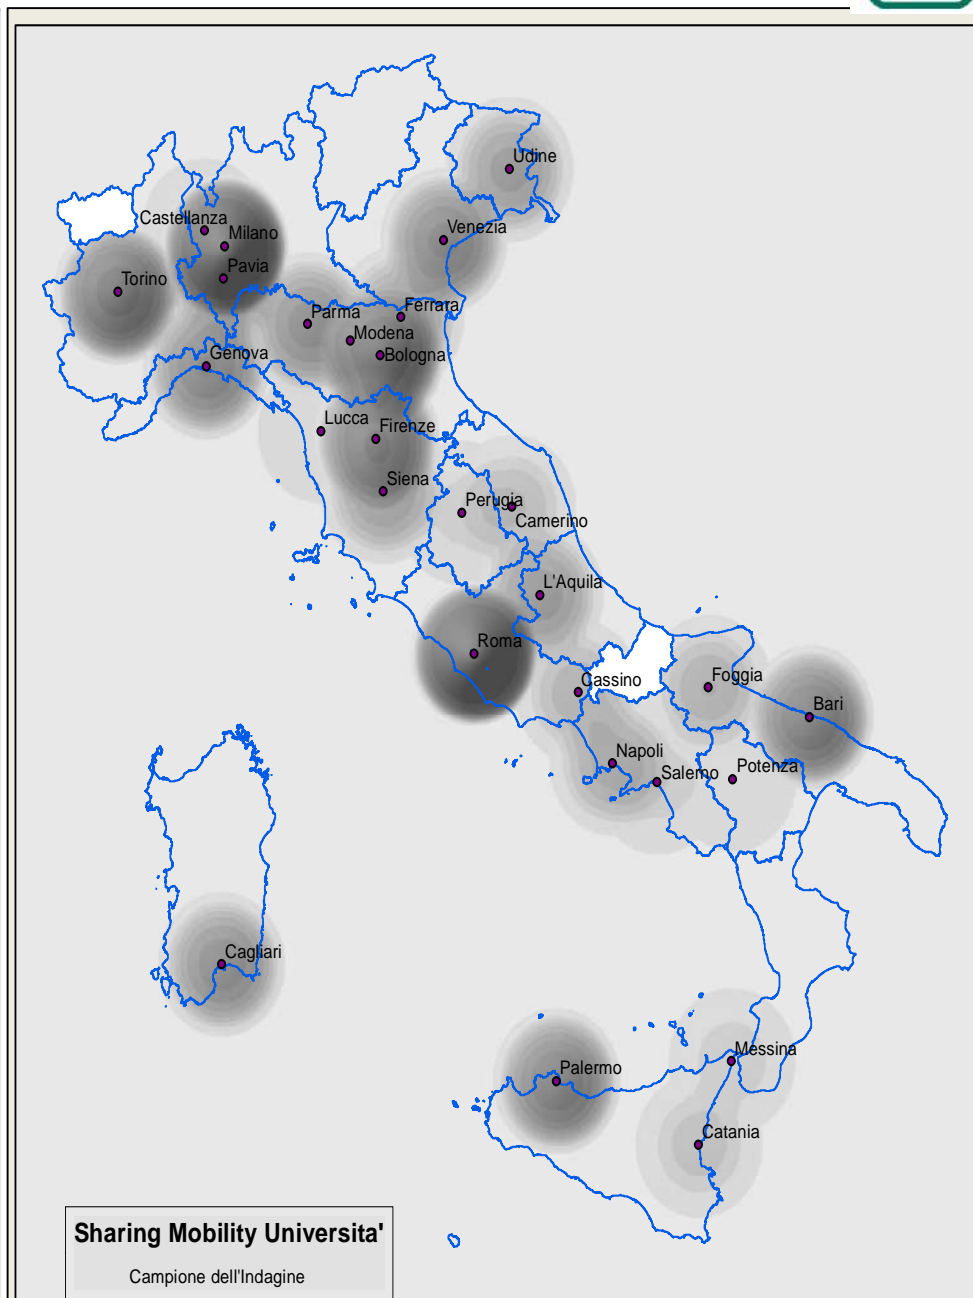 Udine
Castellanza
Milano
Venezia
Pavia
Torino
Ferrara
Parma
Modena
Bologna
Genova
Lucca
Firenze
Siena
Perugia
Camerino
L'Aquila
Roma
Cassino
Foggia
Bari
Napoli
Salerno
Potenza
Cagliari
Messina
Palermo
Catania
Sharing Mobility Universita'
Campione dell'Indagine